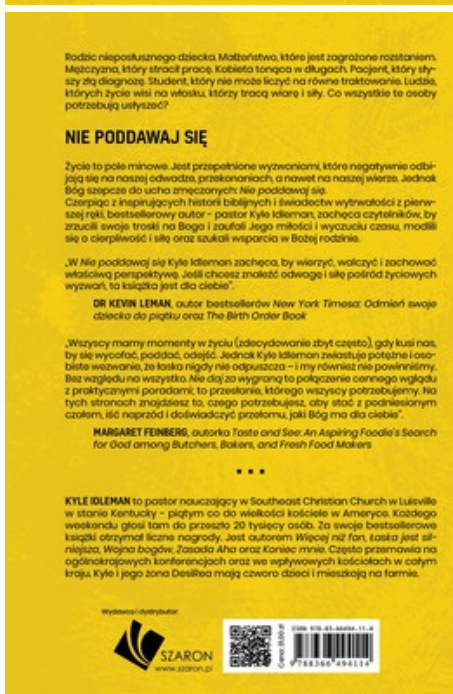 Rodzic nieposłusznego dziecka. Małżeństwo, które jest zagrożone rozstaniem.
Mężczyzna, który stracił pracę. Kobieta tonąca w długach. Pacjent, który sły-
szy złą diagnozę. Student, który nie może liczyć na równe traktowanie. Ludzie,
których życie wisi na włosku, którzy tracą wiarę i siły. Co wszystkie te osoby
potrzebują usłyszeć?
NIE PODDAWAJ SIĘ
Życie to pole minowe. Jest przepełnione wyzwaniami, które negatywnie odbi-
jają się na naszej odwadze, przekonaniach, a nawet na naszej wierze. Jednak
Bóg szepcze do ucha zmęczonych: Nie poddawaj się.
Czerpiąc z inspirujących historii biblijnych i świadectw wytrwałości z pierw-
szej ręki, bestsellerowy autor - pastor Kyle Idleman, zachęca czytelników, by
zrzucili swoje troski na Boga i zaufali Jego miłości i wyczuciu czasu, modlili
się o cierpliwość i siłę oraz szukali wsparcia w Bożej rodzinie.
„W Nie poddawaj się Kyle Idleman zachęca, by wierzyć, walczyć i zachować
właściwą perspektywę. Jeśli chcesz znaleźć odwagę i siłę pośród życiowych
wyzwań, ta książka jest dla ciebie”.
DR KEVIN LEMAN, autor bestsellerów New York Timesa: Odmień swoje
dziecko do piątku oraz The Birth Order Book
„Wszyscy mamy momenty w życiu (zdecydowanie zbyt często), gdy kusi nas,
by się wycofać, poddać, odejść. Jednak Kyle Idleman zwiastuje potężne i oso-
biste wezwanie, że łaska nigdy nie odpuszcza – i my również nie powinniśmy.
Bez względu na wszystko. Nie daj za wygraną to połączenie cennego wglądu
z praktycznymi poradami; to przesłanie, którego wszyscy potrzebujemy. Na
tych stronach znajdziesz to, czego potrzebujesz, aby stać z podniesionym
czołem, iść naprzód i doświadczyć przełomu, jaki Bóg ma dla ciebie”.
MARGARET FEINBERG, autorka Taste and See: An Aspiring Foodie's Search
for God among Butchers, Bakers, and Fresh Food Makers
KYLE IDLEMAN to pastor nauczający w Southeast Christian Church w Luisville
w stanie Kentucky – piątym co do wielkości kościele w Ameryce. Każdego
weekendu głosi tam do przeszło 20 tysięcy osób. Za swoje bestsellerowe
książki otrzymał liczne nagrody. Jest autorem Więcej niż fan, Łaska jest sil-
niejsza, Wojna bogów, Zasada Aha oraz Koniec mnie. Często przemawia na
ogólnokrajowych konferencjach oraz we wpływowych kościołach w całym
kraju. Kyle i jego żona DesiRea mają czworo dzieci i mieszkają na farmie.
Wydawca i dystrybutor:
SZARON
www.szaron.pl
ISBN 978-83-66494-11-4
9 788366 494114